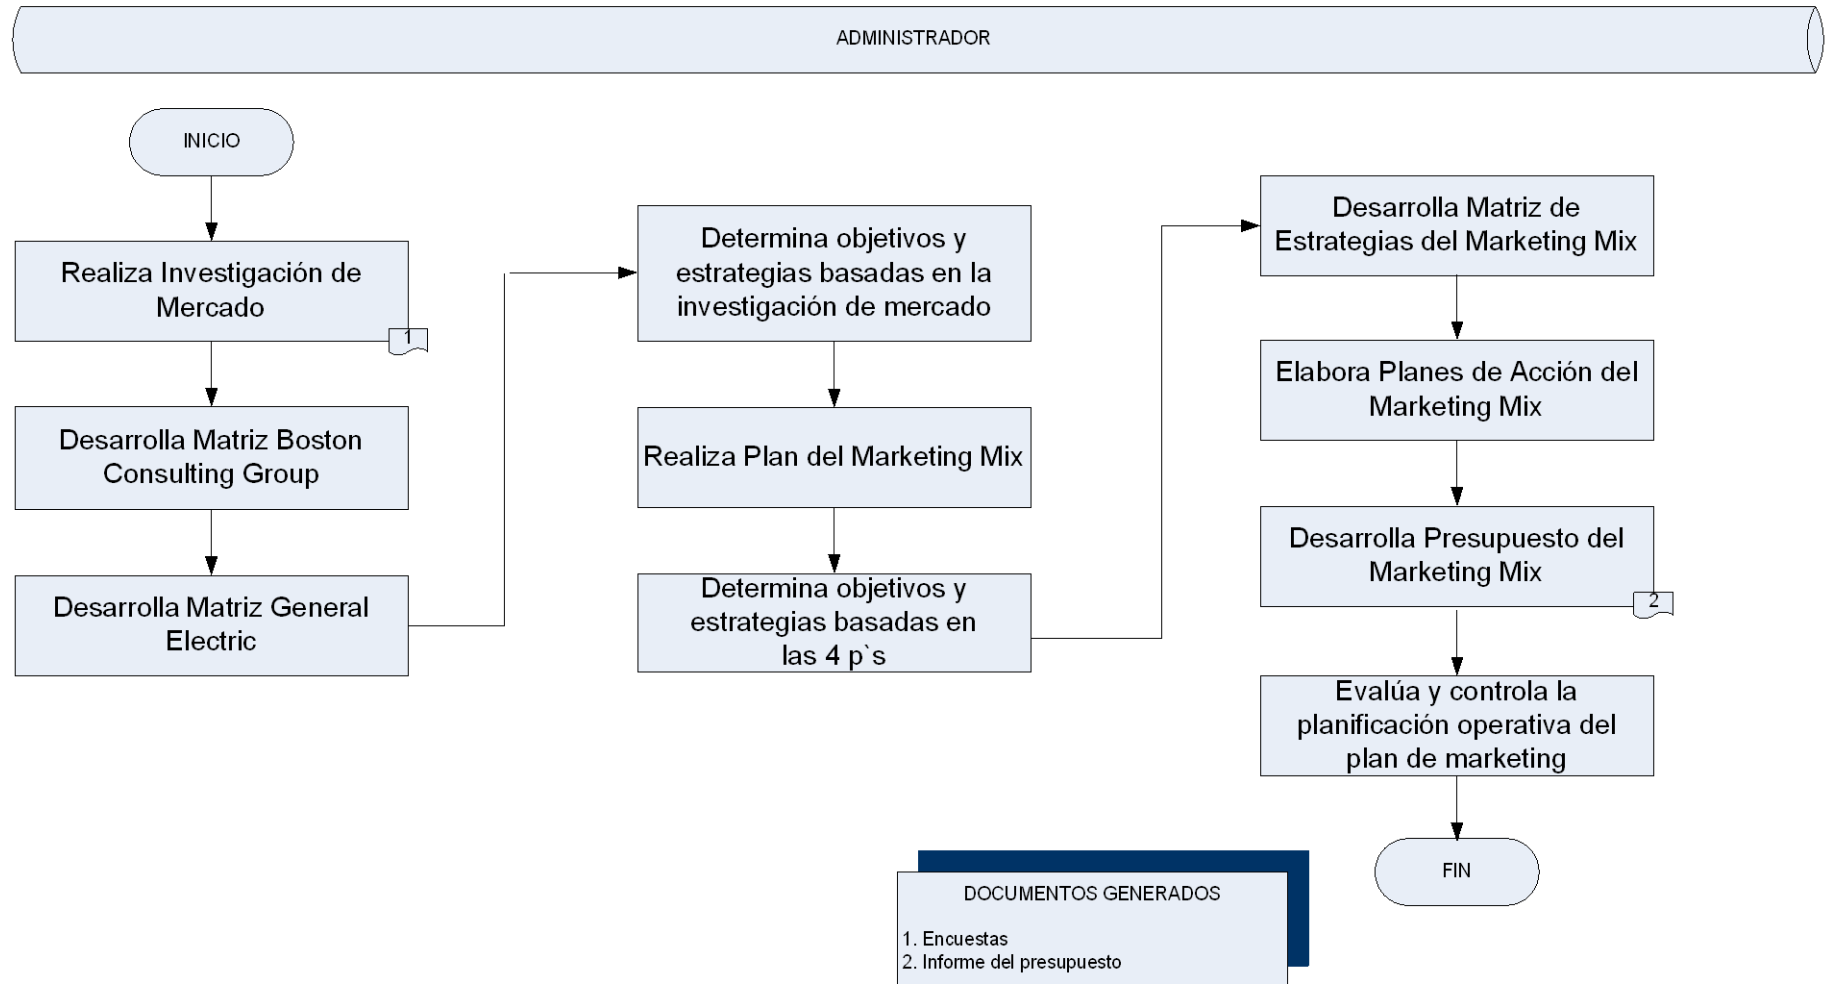 ADMINISTRADOR
INICIO
Realiza Investigación de
Mercado
1
Desarrolla Matriz Boston
Consulting Group
Desarrolla Matriz General
Electric
Determina objetivos y
estrategias basadas en la
investigación de mercado
Realiza Plan del Marketing Mix
Determina objetivos y
estrategias basadas en
las 4 p`s
Desarrolla Matriz de
Estrategias del Marketing Mix
Elabora Planes de Acción del
Marketing Mix
Desarrolla Presupuesto del
Marketing Mix
2
Evalúa y controla la
planificación operativa del
plan de marketing
FIN
DOCUMENTOS GENERADOS
1. Encuestas
2. Informe del presupuesto